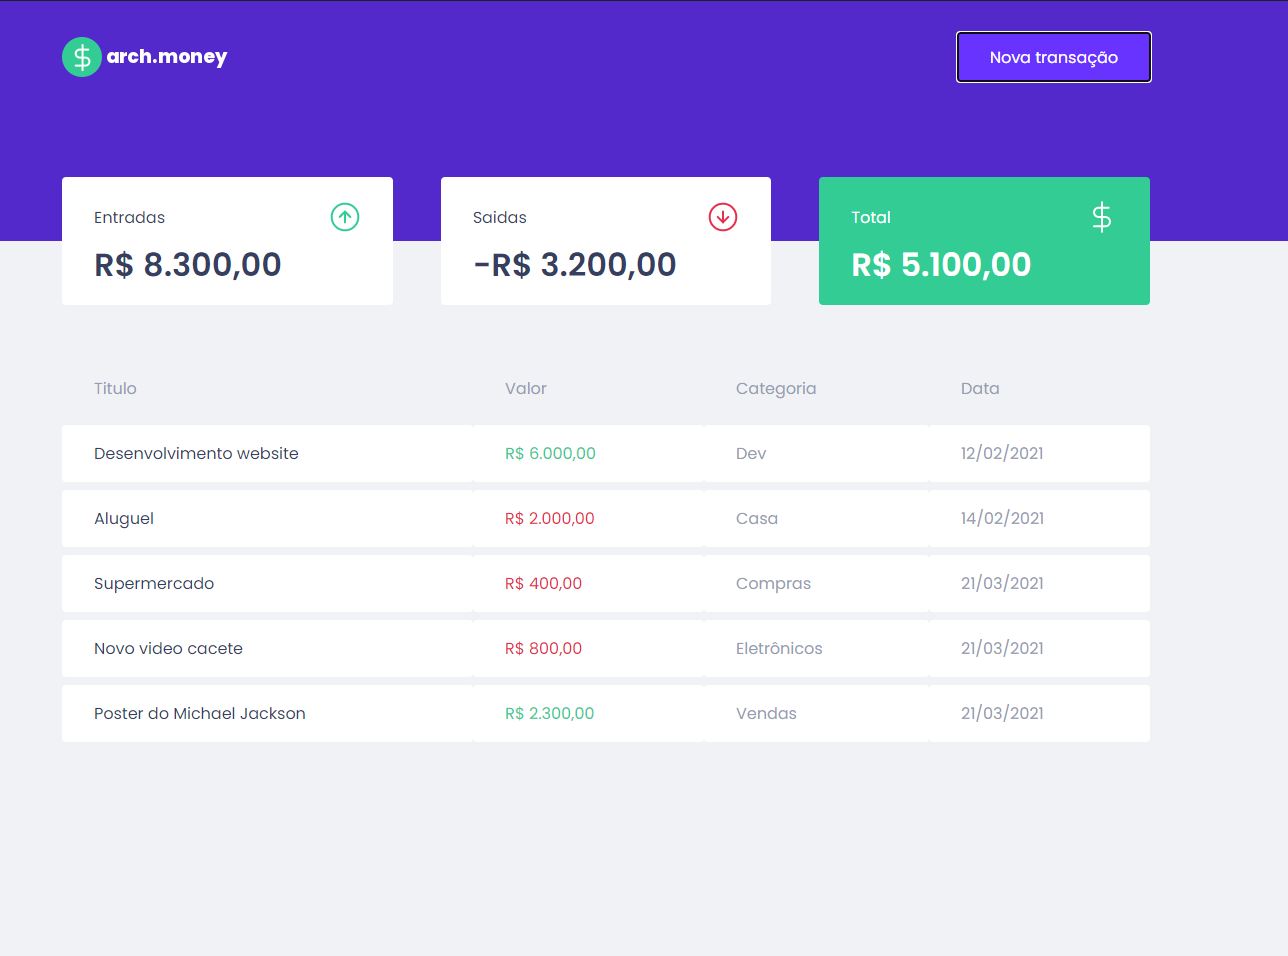 $ arch.money
Nova transação
Entradas
R$ 8.300,00
Saidas
-R$ 3.200,00
Total
$
R$ 5.100,00
Titulo Valor Categoria Data
Desenvolvimento website R$ 6.000,00 Dev 12/02/2021
Aluguel R$ 2.000,00 Casa 14/02/2021
Supermercado R$ 400,00 Compras 21/03/2021
Novo video cacete R$ 800,00 Eletrônicos 21/03/2021
Poster do Michael Jackson R$ 2.300,00 Vendas 21/03/2021